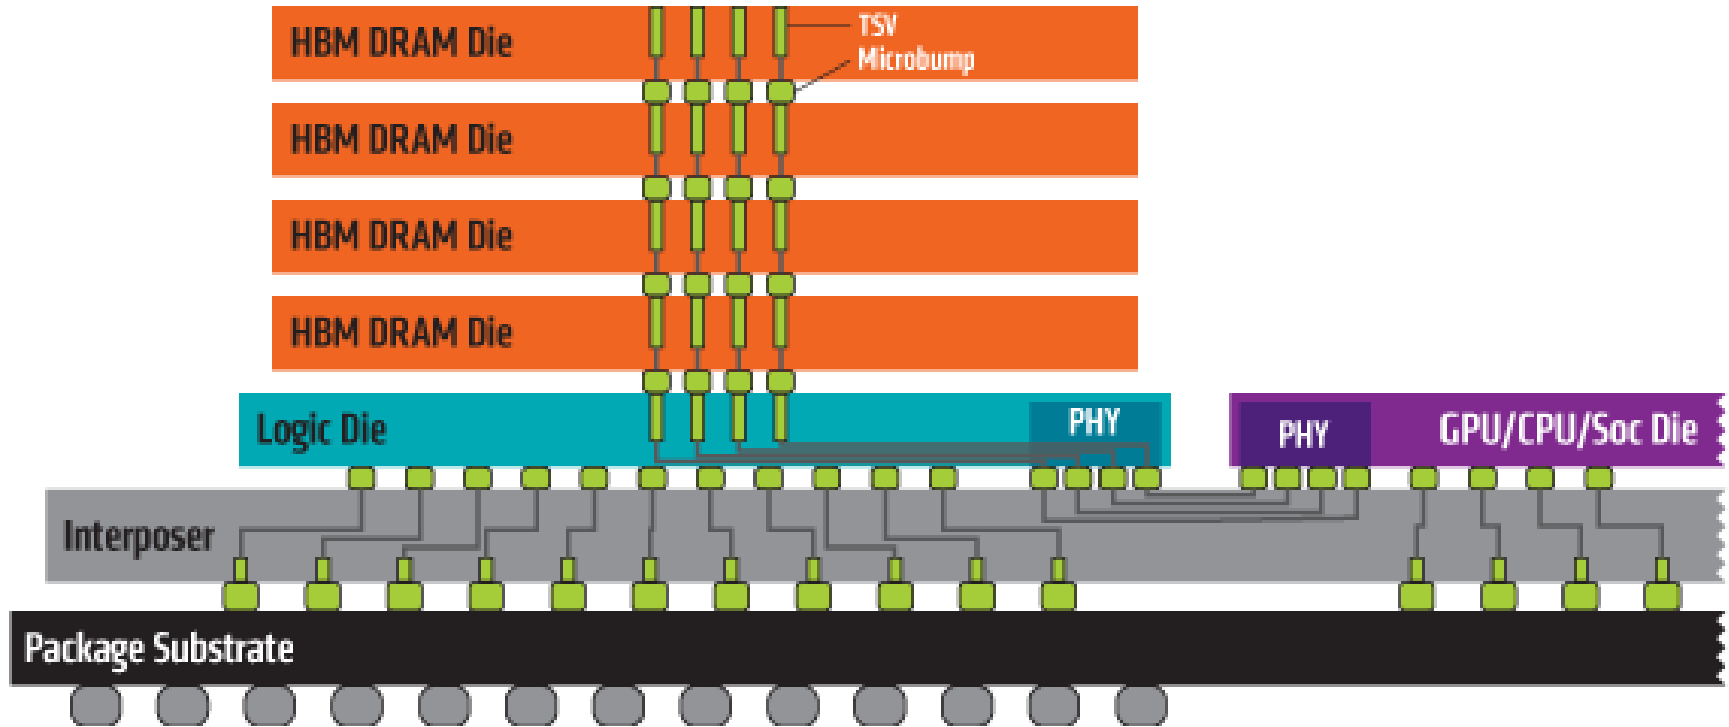 HBM DRAM Die
TSV
Microbump
HBM DRAM Die
HBM DRAM Die
HBM DRAM Die
Logic Die
PHY
PHY
GPU/CPU/Soc Die
Interposer
Package Substrate